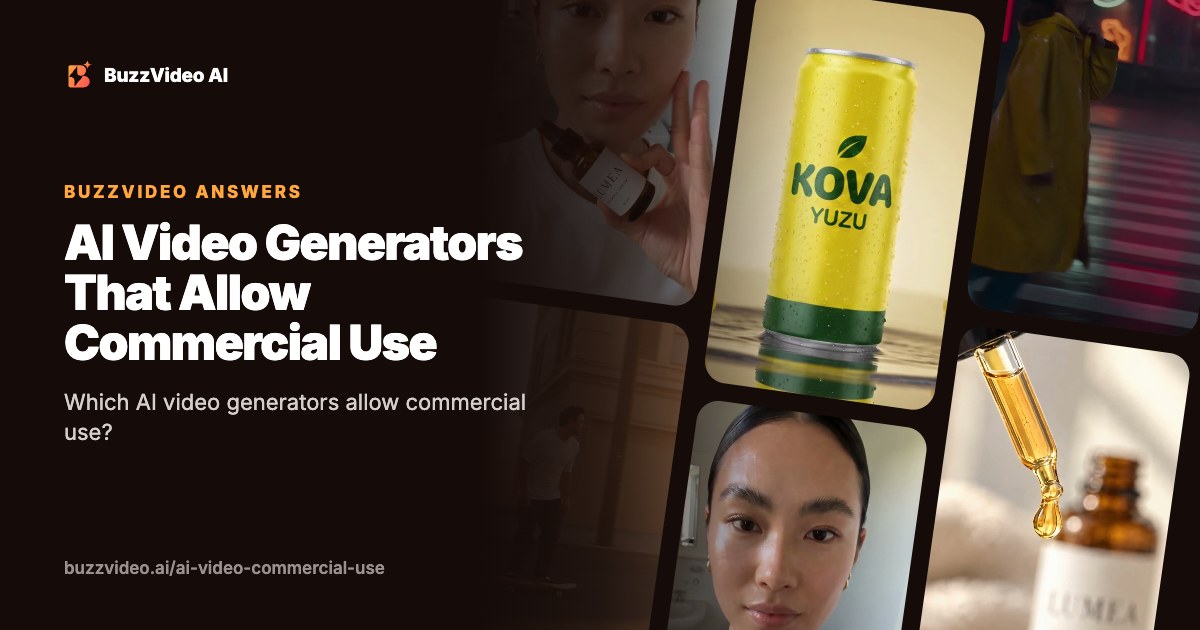 BuzzVideo AI
BUZZVIDEO ANSWERS
AI Video Generators
That Allow
Commercial Use
Which AI video generators allow commercial
use?
buzzvideo.ai/ai-video-commercial-use
KOVA
YUZU
LUMEA